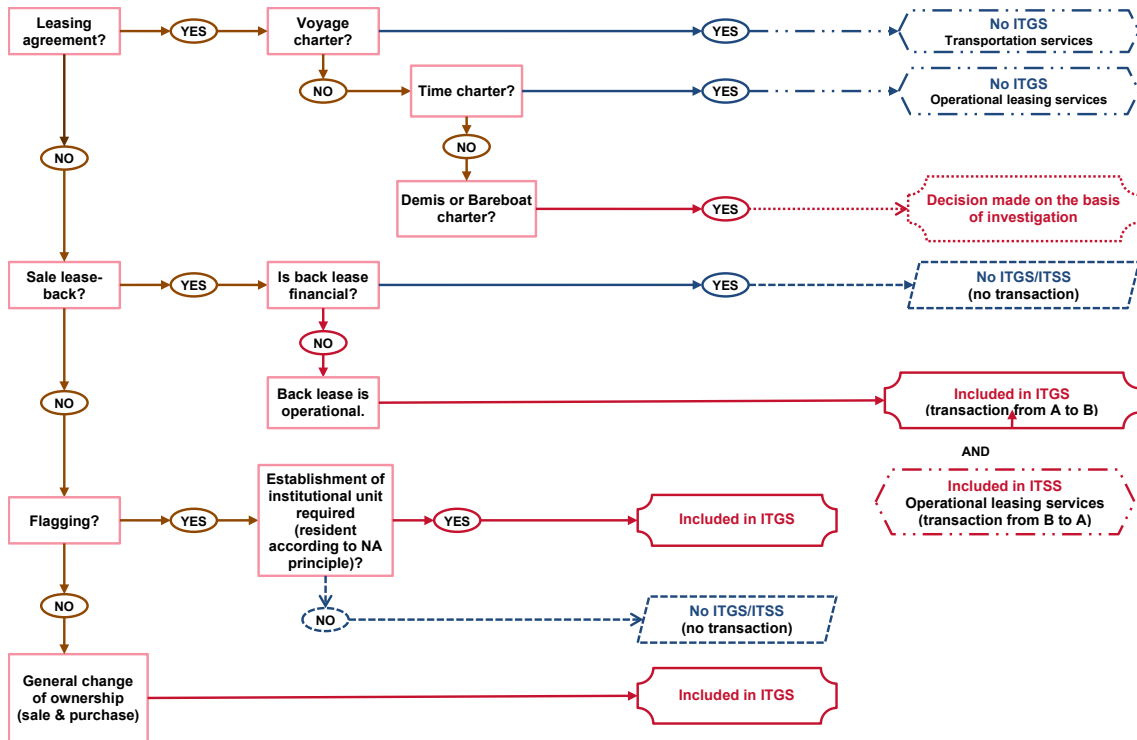 Leasing
agreement?
YES
Voyage
charter?
YES
No ITGS
Transportation services
NO
Time charter?
YES
No ITGS
Operational leasing services
NO
NO
Demis or Bareboat
charter?
YES
Decision made on the basis
of investigation
Sale lease-
back?
YES
Is back lease
financial?
YES
No ITGS/ITSS
(no transaction)
NO
NO
Back lease is
operational.
Included in ITGS
(transaction from A to B)
AND
Flagging?
YES
Establishment of
institutional unit
required
(resident
according to NA
principle)?
YES
Included in ITGS
Included in ITSS
Operational leasing services
(transaction from B to A)
NO
NO
No ITGS/ITSS
(no transaction)
General change
of ownership
(sale & purchase)
Included in ITGS